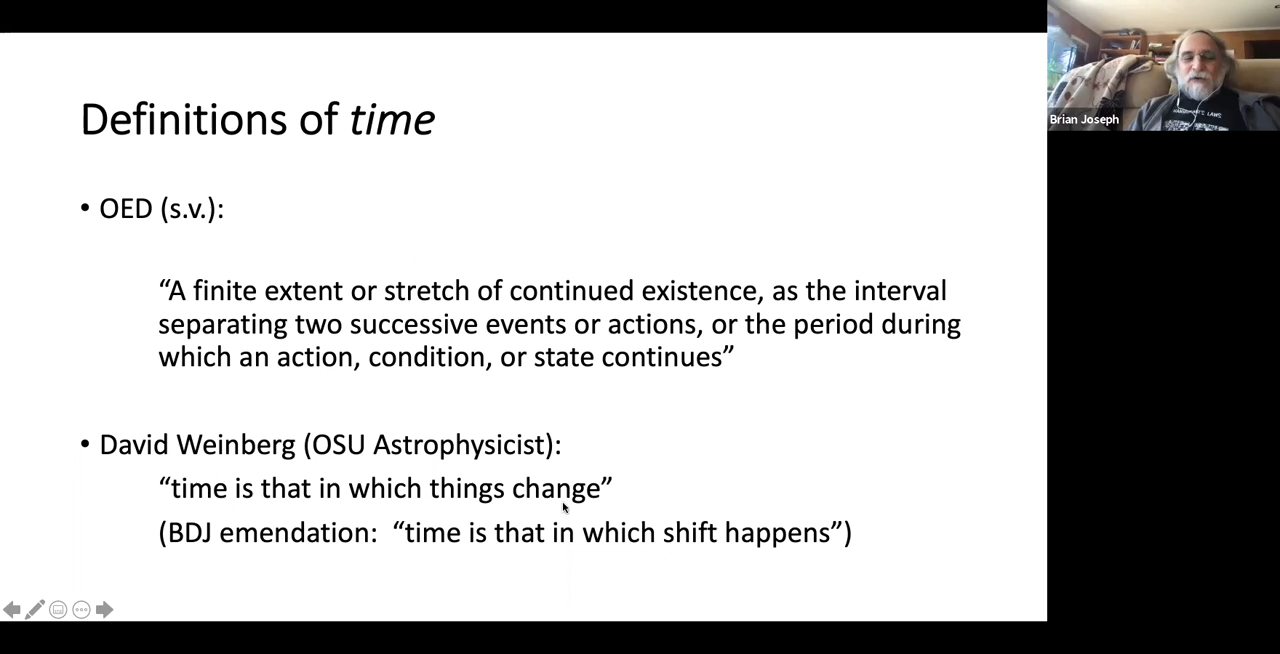 Definitions of time
• OED (s.v.):
“A finite extent or stretch of continued existence, as the interval
separating two successive events or actions, or the period during
which an action, condition, or state continues”
• David Weinberg (OSU Astrophysicist):
“time is that in which things change”
(BDJ emendation: “time is that in which shift happens”)
Brian Joseph
LAWS